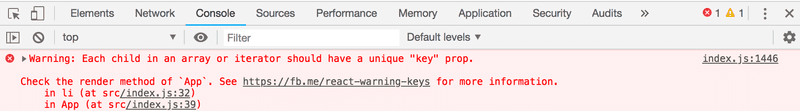 Elements Network Console Sources Performance Memory Application Security Audits » 1 1
top Filter Default levels
Warning: Each child in an array or iterator should have a unique "key" prop. index.js:1446
Check the render method of `App`. See https://fb.me/react-warning-keys for more information.
in li (at src/index.js:32)
in App (at src/index.js:39)